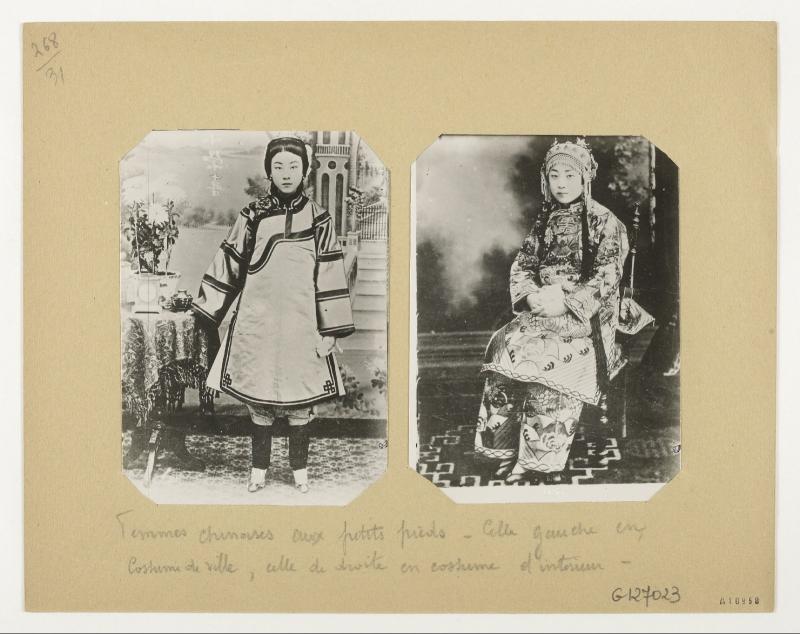 268
31
Femmes chinoises aux petits pieds - Celle gauche en
Costume de ville, celle de droite en costume d'intérieur -
G127023
A18958